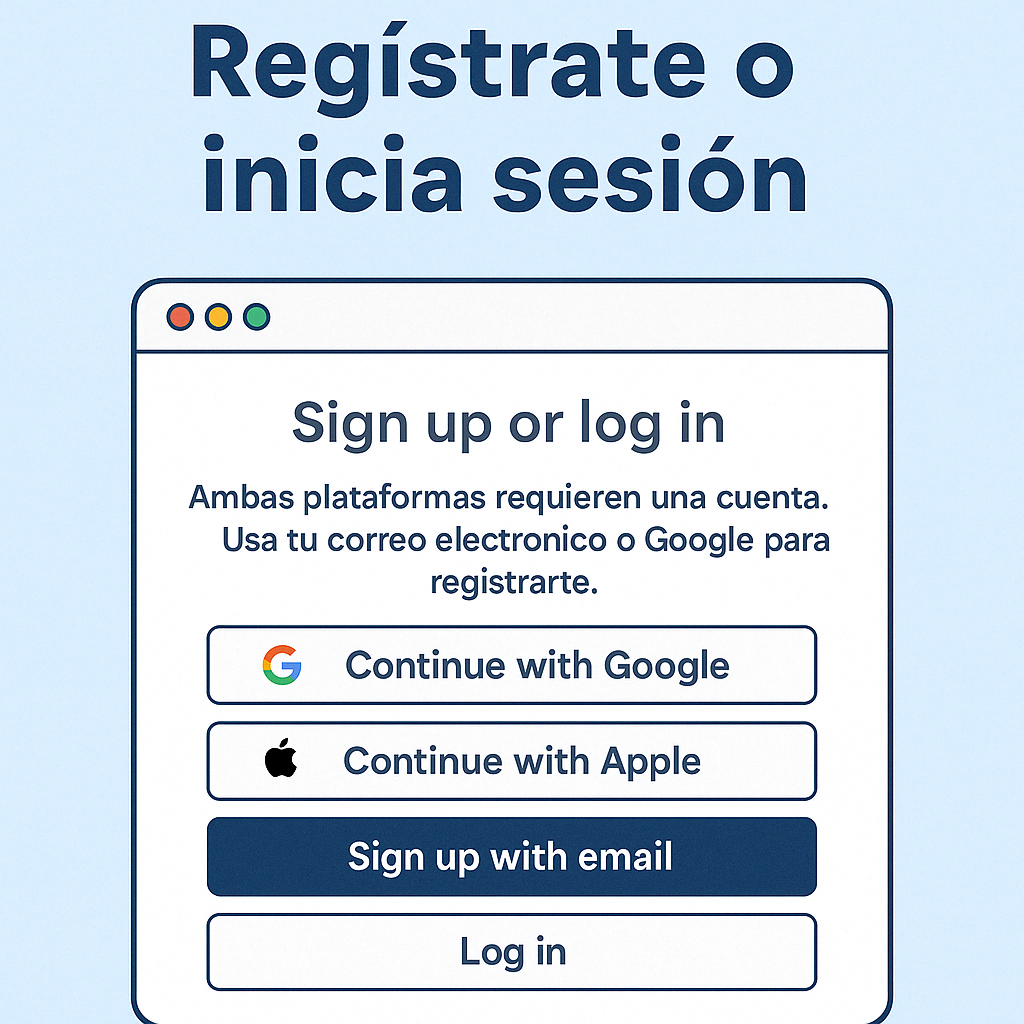 Regístrate o
inicia sesión
Sign up or log in
Ambas plataformas requieren una cuenta.
Usa tu correo electronico o Google para
registrarte.
Continue with Google
Continue with Apple
Sign up with email
Log in